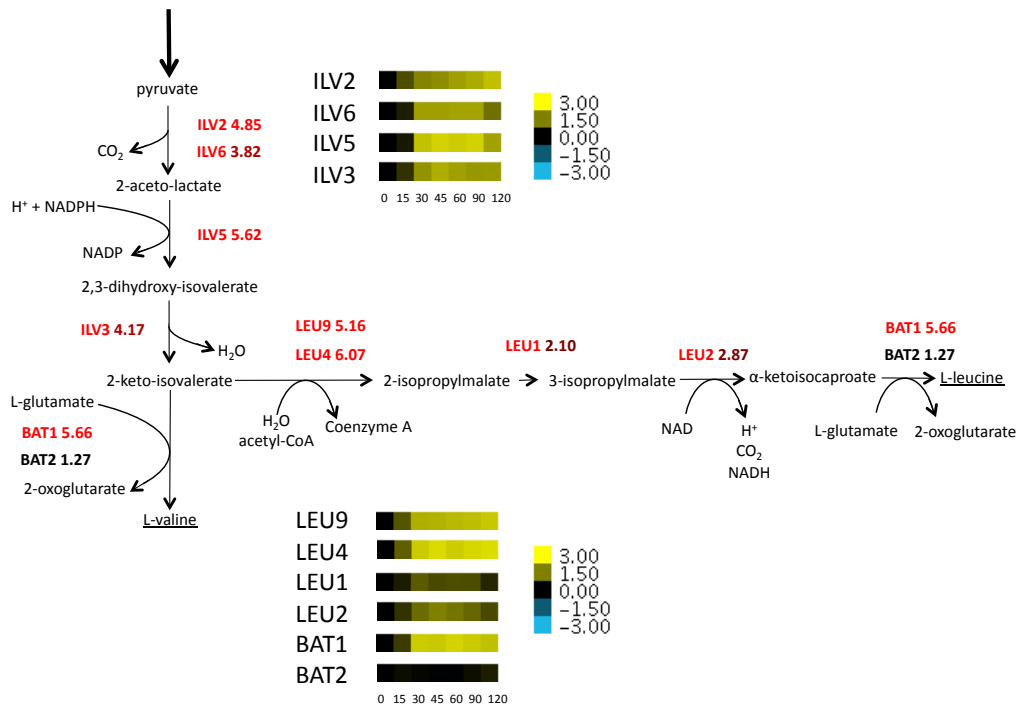 pyruvate
ILV2 4.85
CO2
ILV6 3.82
2-aceto-lactate
H+ + NADPH
ILV5 5.62
NADP
2,3-dihydroxy-isovalerate
ILV3 4.17
H2O
2-keto-isovalerate
ILV2
ILV6
ILV5
ILV3
0 15 30 45 60 90 120
3.00
1.50
0.00
-1.50
-3.00
LEU9 5.16
LEU4 6.07
H2O
acetyl-CoA
Coenzyme A
2-isopropylmalate
LEU1 2.10
3-isopropylmalate
LEU2 2.87
NAD
H+
CO2
NADH
α-ketoisocaproate
BAT1 5.66
BAT2 1.27
L-leucine
L-glutamate
2-oxoglutarate
L-glutamate
BAT1 5.66
BAT2 1.27
2-oxoglutarate
L-valine
LEU9
LEU4
LEU1
LEU2
BAT1
BAT2
0 15 30 45 60 90 120
3.00
1.50
0.00
-1.50
-3.00